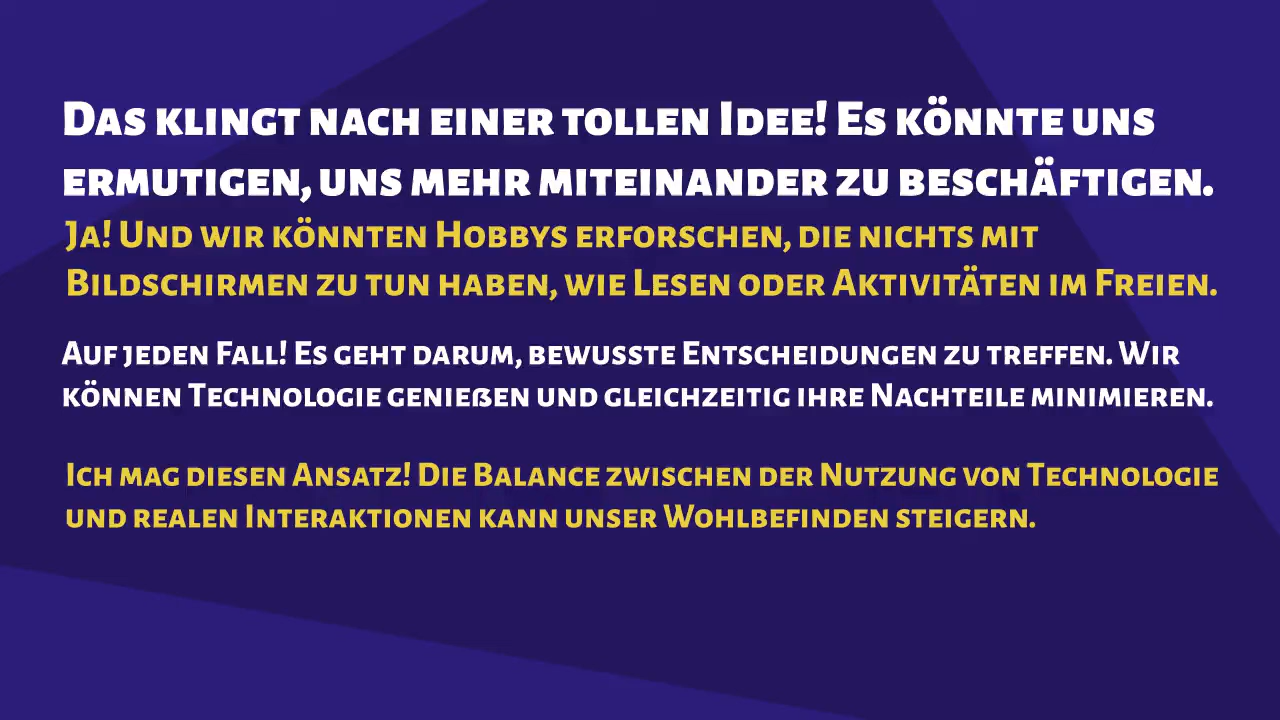 Das klingt nach einer tollen Idee! Es könnte uns
ermutigen, uns mehr miteinander zu beschäftigen.
Ja! Und wir könnten Hobbys erforschen, die nichts mit
Bildschirmen zu tun haben, wie Lesen oder Aktivitäten im Freien.
Auf jeden Fall! Es geht darum, bewusste Entscheidungen zu treffen. Wir
können Technologie genießen und gleichzeitig ihre Nachteile minimieren.
Ich mag diesen Ansatz! Die Balance zwischen der Nutzung von Technologie
und realen Interaktionen kann unser Wohlbefinden steigern.